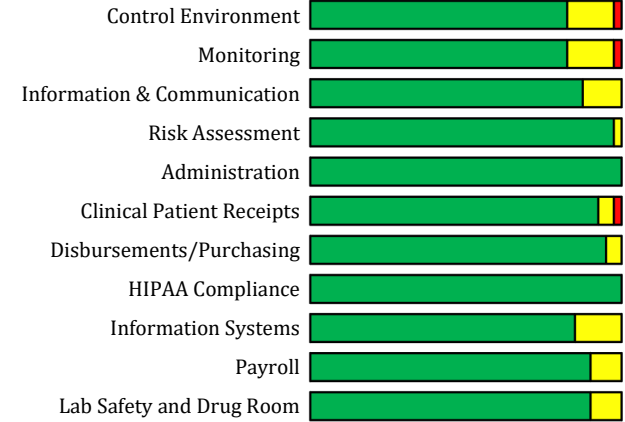 Control Environment
Monitoring
Information & Communication
Risk Assessment
Administration
Clinical Patient Receipts
Disbursements/Purchasing
HIPAA Compliance
Information Systems
Payroll
Lab Safety and Drug Room